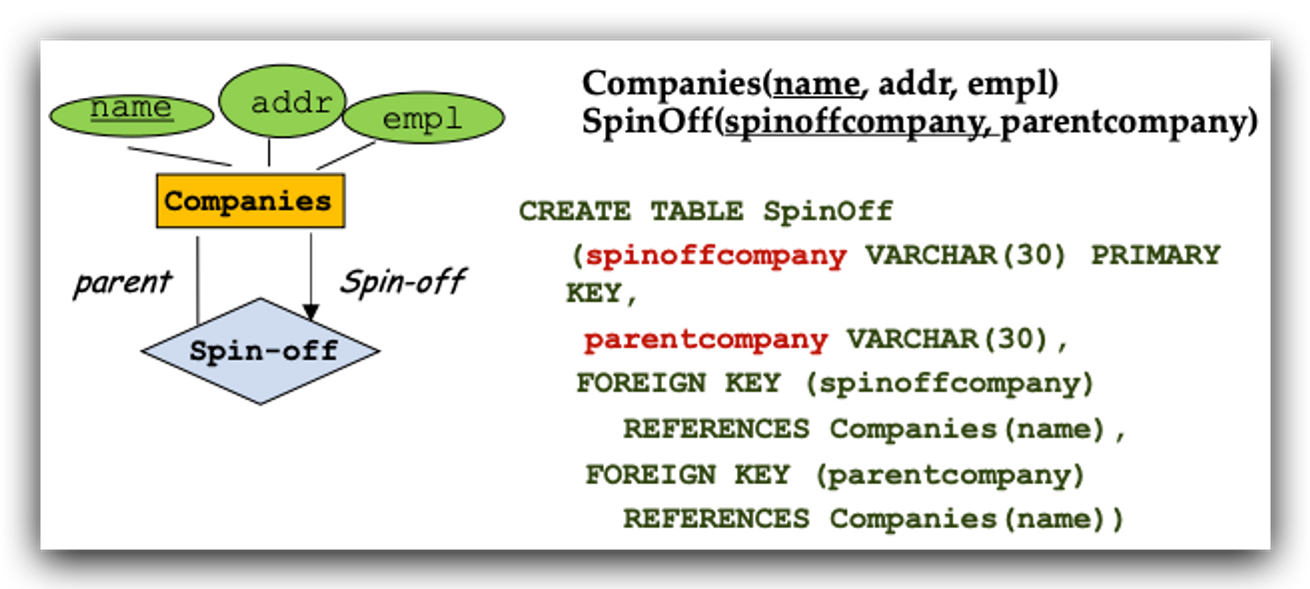 name
addr
empl
Companies
parent
Spin-off
Spin-off
Companies(name, addr, empl)
SpinOff(spinoffcompany, parentcompany)
CREATE TABLE SpinOff
(spinoffcompany VARCHAR(30) PRIMARY
KEY,
parentcompany VARCHAR(30),
FOREIGN KEY (spinoffcompany)
REFERENCES Companies(name),
FOREIGN KEY (parentcompany)
REFERENCES Companies(name))